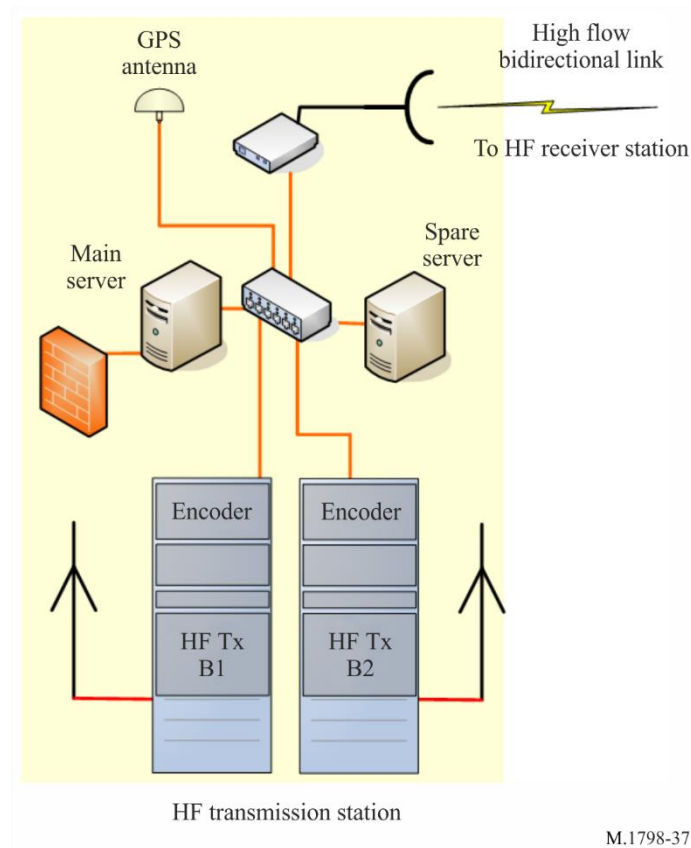 GPS
antenna
High flow
bidirectional link
To HF receiver station
Main
server
Spare
server
Encoder
Encoder
HF Tx
B1
HF Tx
B2
HF transmission station
M.1798-37